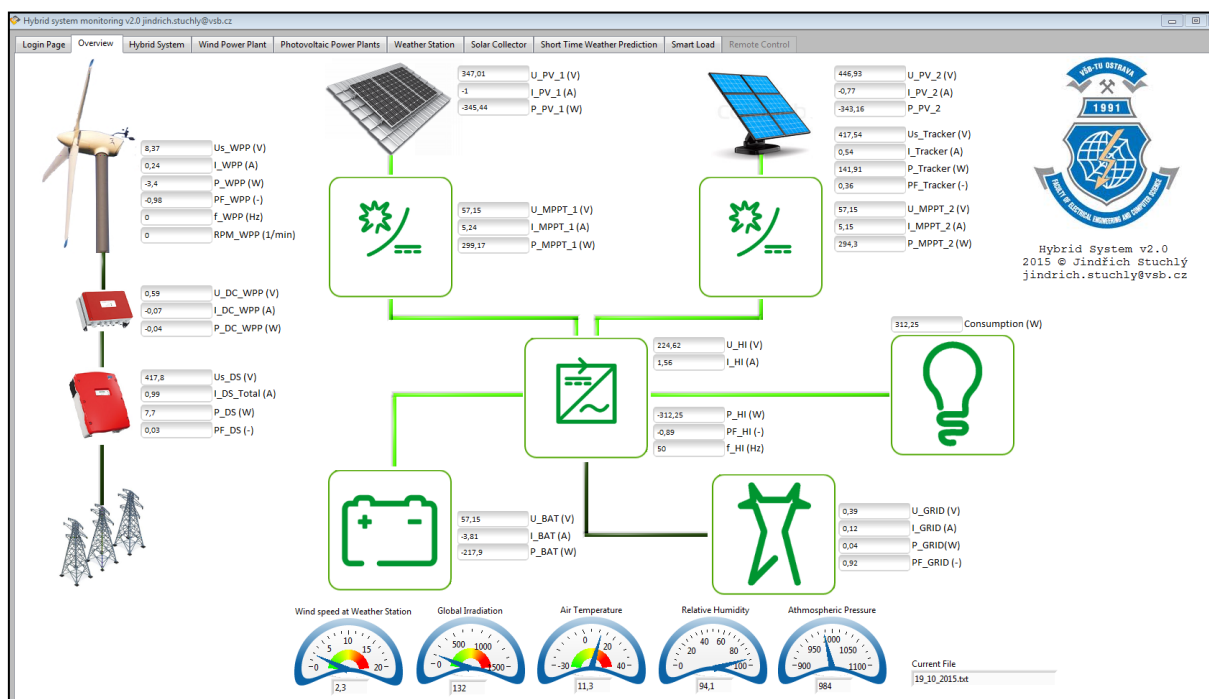 Hybrid system monitoring v2.0 jindrich.stuchly@vsb.cz
Login Page Overview Hybrid System Wind Power Plant Photovoltaic Power Plants Weather Station Solar Collector Short Time Weather Prediction Smart Load Remote Control
8,37 Us_WPP (V)
0,24 I_WPP (A)
-3,4 P_WPP (W)
-0,98 PF_WPP (-)
0 f_WPP (Hz)
0 RPM_WPP (1/min)
0,59 U_DC_WPP (V)
-0,07 I_DC_WPP (A)
-0,04 P_DC_WPP (W)
417,8 Us_DS (V)
0,99 I_DS_Total (A)
7,7 P_DS (W)
0,03 PF_DS (-)
347,01 U_PV_1 (V)
-1 I_PV_1 (A)
-345,44 P_PV_1 (W)
57,15 U_MPPT_1 (V)
5,24 I_MPPT_1 (A)
299,17 P_MPPT_1 (W)
446,93 U_PV_2 (V)
-0,77 I_PV_2 (A)
-343,16 P_PV_2
417,54 Us_Tracker (V)
0,54 I_Tracker (A)
141,91 P_Tracker (W)
0,36 PF_Tracker (-)
57,15 U_MPPT_2 (V)
5,15 I_MPPT_2 (A)
294,3 P_MPPT_2 (W)
VŠB-TU OSTRAVA
1991
FACULTY OF ELECTRICAL ENGINEERING AND COMPUTER SCIENCE
Hybrid System v2.0
2015 © Jindřich Stuchlý
jindrich.stuchly@vsb.cz
224,62 U_HI (V)
1,56 I_HI (A)
-312,25 P_HI (W)
-0,89 PF_HI (-)
50 f_HI (Hz)
312,25 Consumption (W)
57,15 U_BAT (V)
-3,81 I_BAT (A)
-217,9 P_BAT (W)
0,39 U_GRID (V)
0,12 I_GRID (A)
0,04 P_GRID(W)
0,92 PF_GRID (-)
Wind speed at Weather Station
0 5 10 15 20
2,3
Global Irradiation
0 500 1000 1500
132
Air Temperature
-30 0 20 40
11,3
Relative Humidity
0 20 40 60 80 100
94,1
Athmospheric Pressure
900 950 1000 1050 1100
984
Current File
19_10_2015.txt